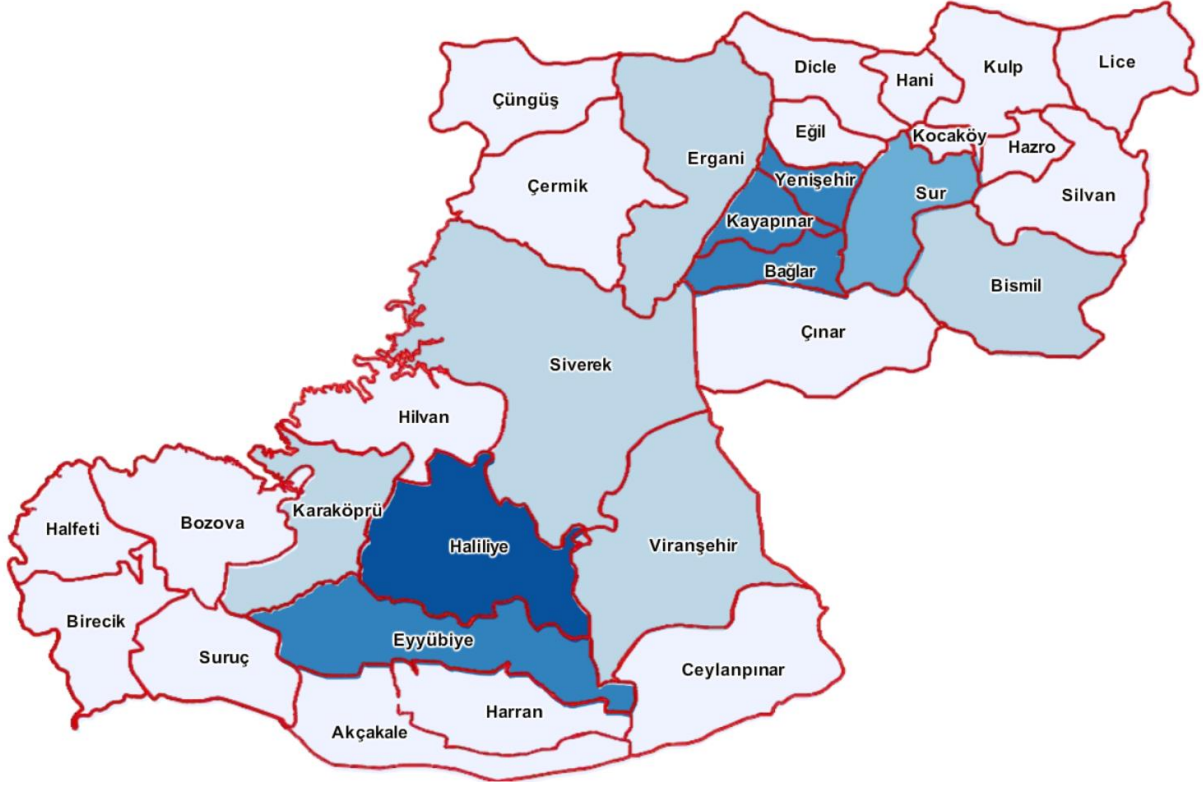 Lice
Dicle
Kulp
Hani
Çüngüş
Eğil
Kocaköy
Hazro
Ergani
Yenişehir
Çermik
Sur
Silvan
Kayapınar
Bağlar
Bismil
Çınar
Siverek
Hilvan
Karaköprü
Bozova
Halfeti
Haliliye
Viranşehir
Birecik
Eyyübiye
Suruç
Ceylanpınar
Harran
Akçakale